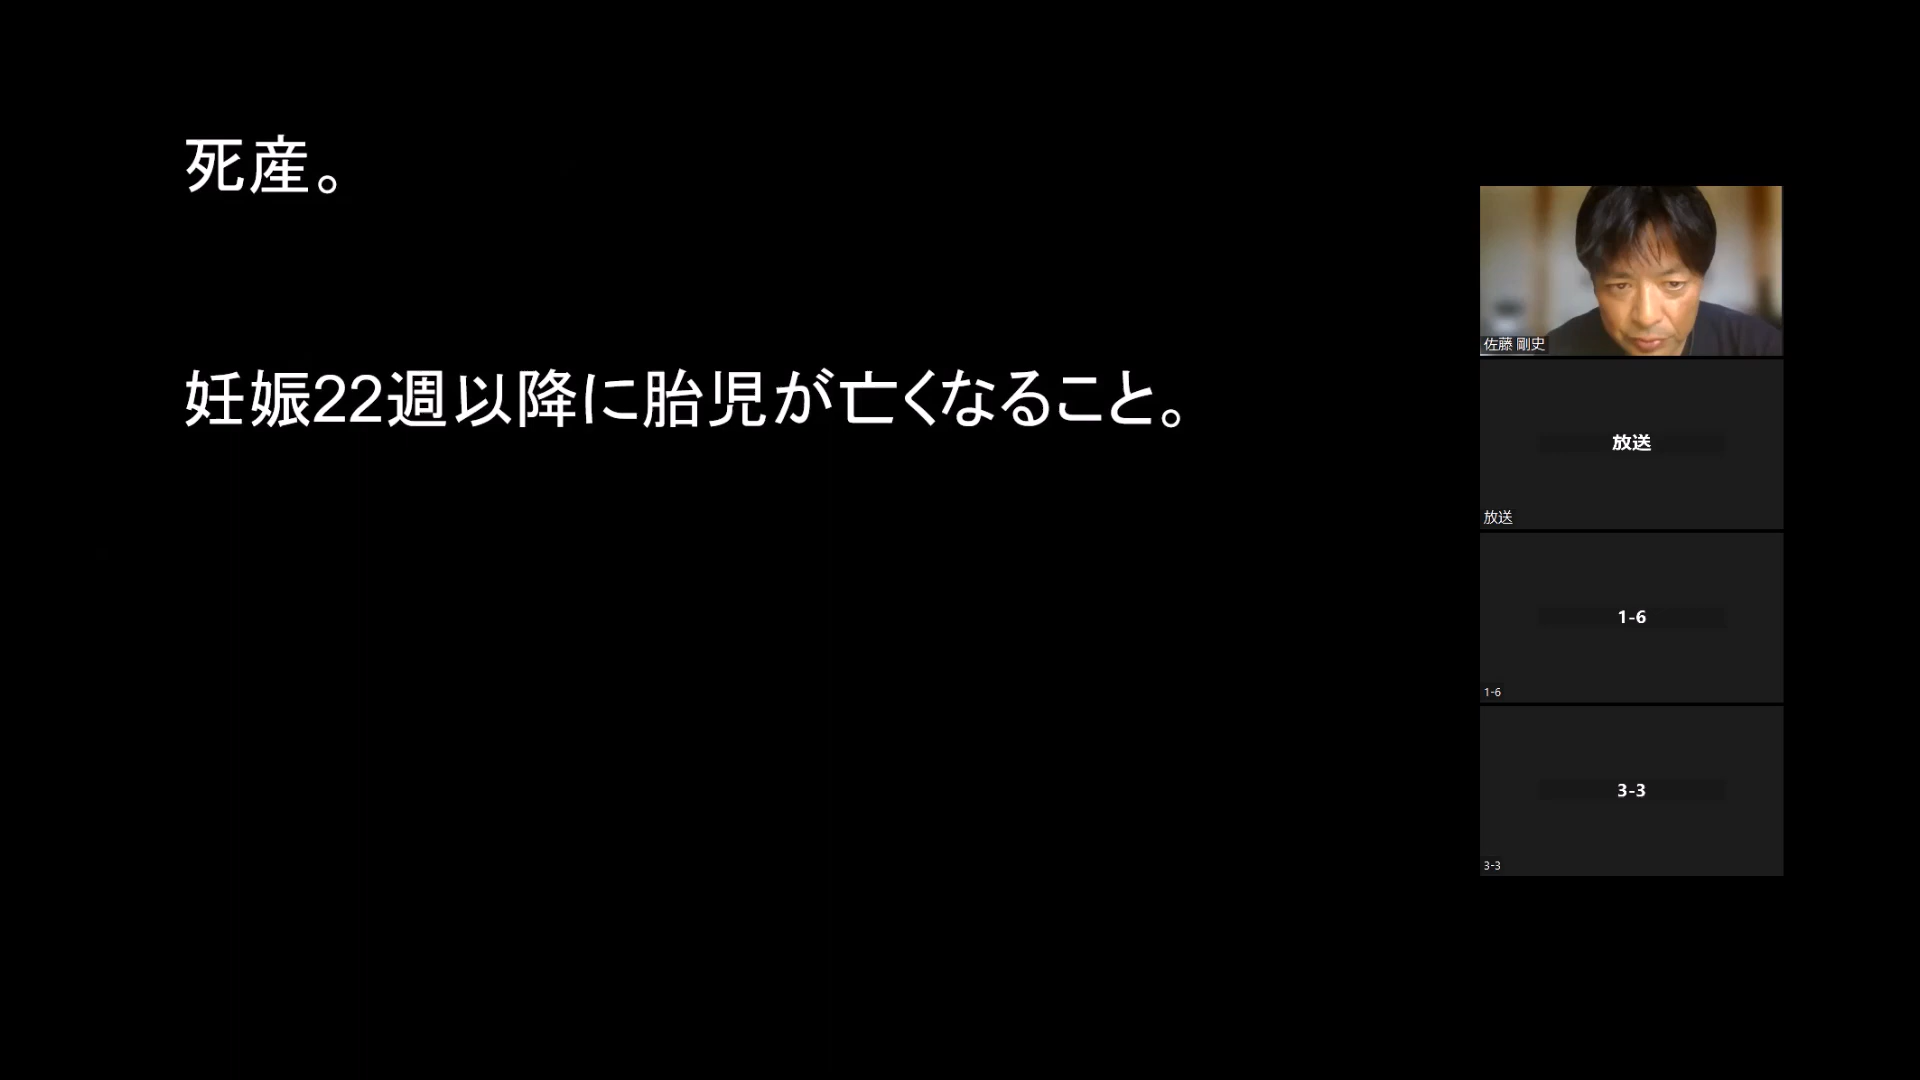 死産。
妊娠22週以降に胎児が亡くなること。
佐藤 剛史
放送
放送
1-6
1-6
3-3
3-3